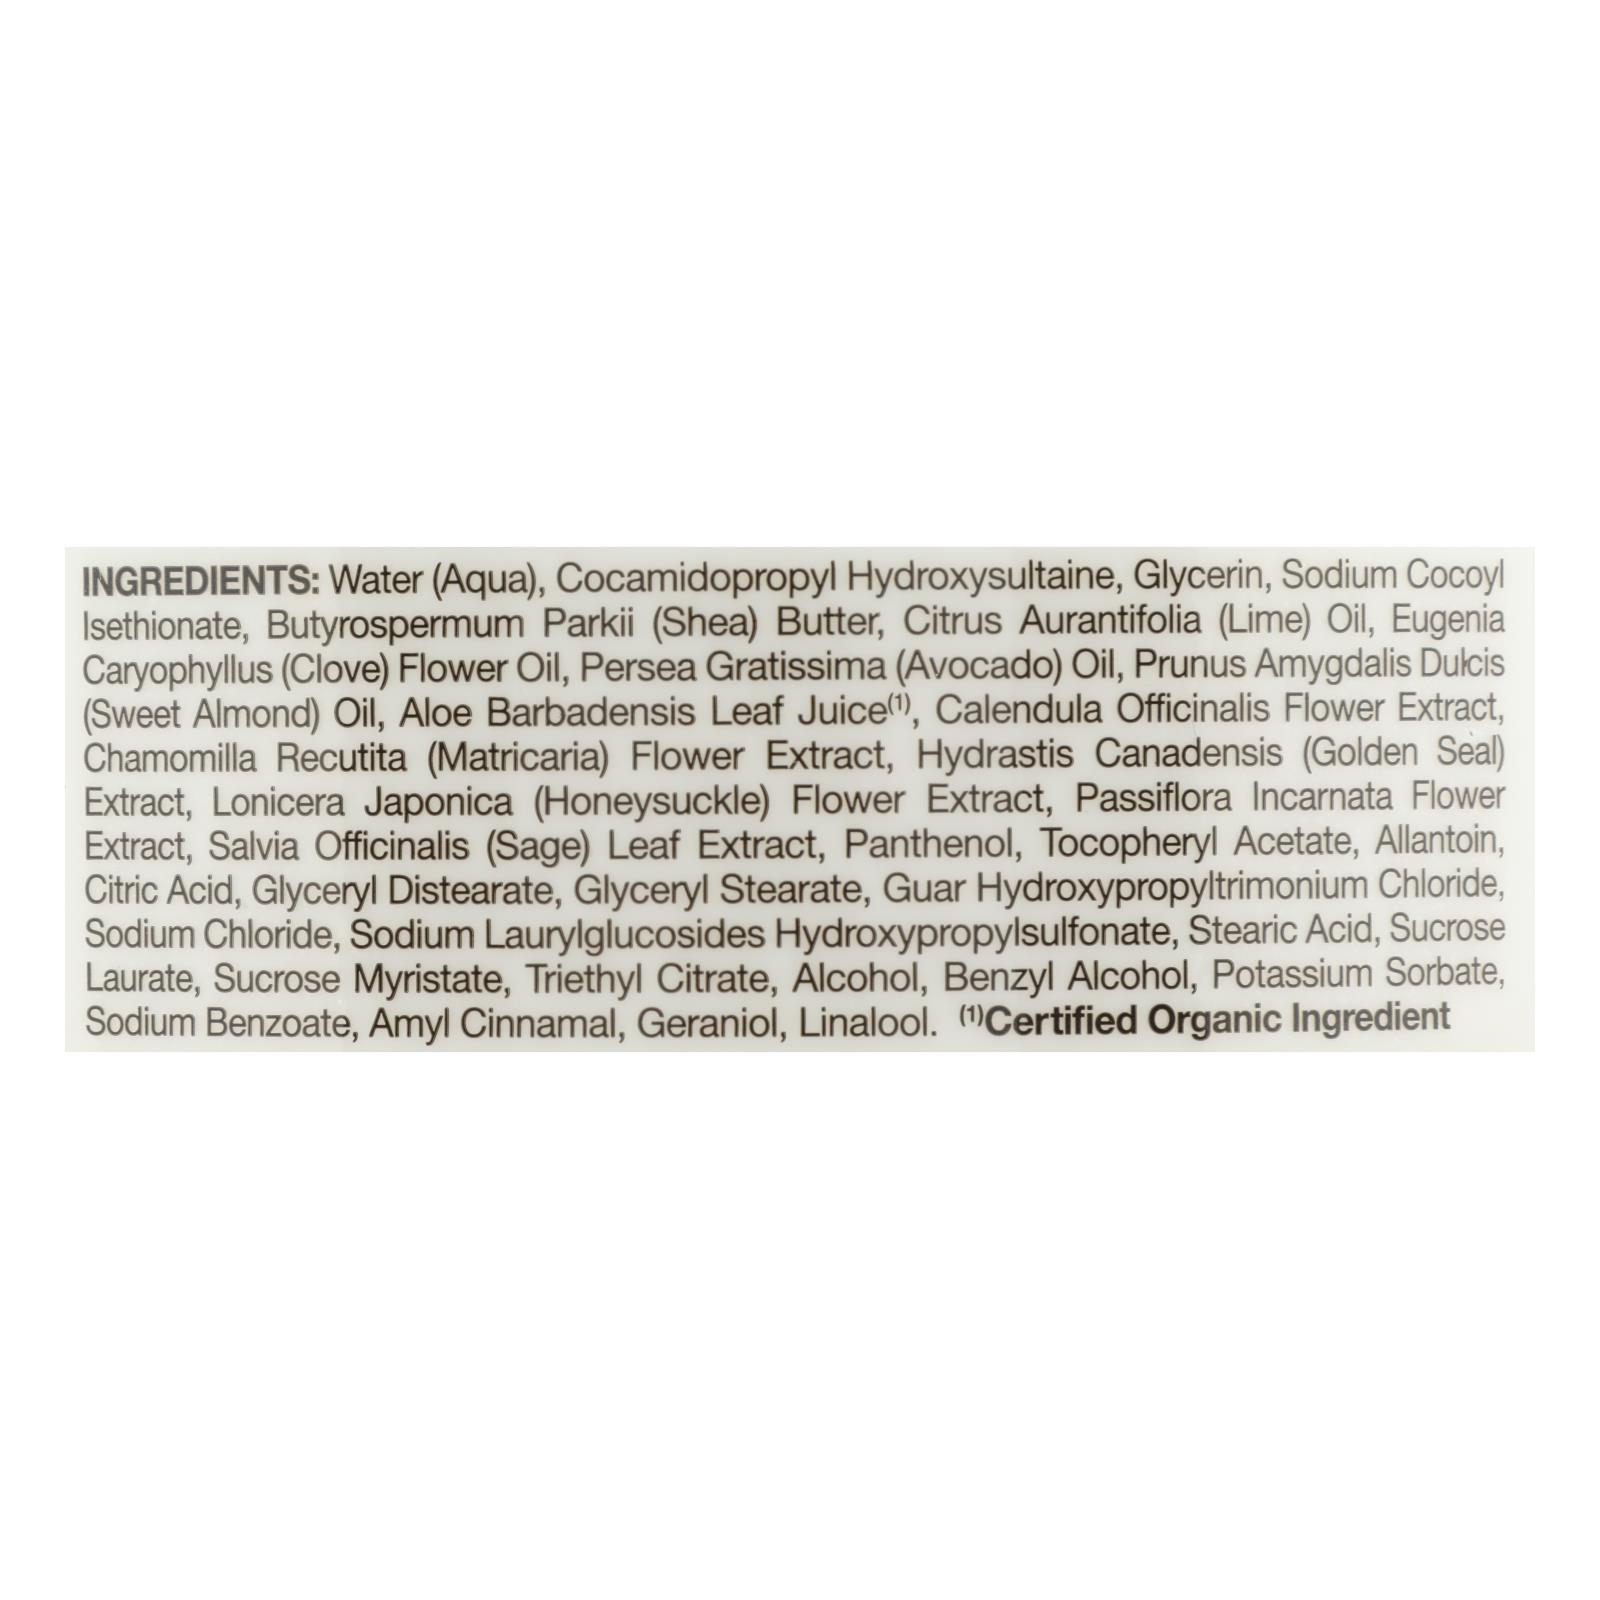 INGREDIENTS: Water (Aqua), Cocamidopropyl Hydroxysultaine, Glycerin, Sodium Cocoyl
Isethionate, Butyrospermum Parkii (Shea) Butter, Citrus Aurantifolia (Lime) Oil, Eugenia
Caryophyllus (Clove) Flower Oil, Persea Gratissima (Avocado) Oil, Prunus Amygdalis Dulcis
(Sweet Almond) Oil, Aloe Barbadensis Leaf Juice⁽¹⁾, Calendula Officinalis Flower Extract,
Chamomilla Recutita (Matricaria) Flower Extract, Hydrastis Canadensis (Golden Seal)
Extract, Lonicera Japonica (Honeysuckle) Flower Extract, Passiflora Incarnata Flower
Extract, Salvia Officinalis (Sage) Leaf Extract, Panthenol, Tocopheryl Acetate, Allantoin,
Citric Acid, Glyceryl Distearate, Glyceryl Stearate, Guar Hydroxypropyltrimonium Chloride,
Sodium Chloride, Sodium Laurylglucosides Hydroxypropylsulfonate, Stearic Acid, Sucrose
Laurate, Sucrose Myristate, Triethyl Citrate, Alcohol, Benzyl Alcohol, Potassium Sorbate,
Sodium Benzoate, Amyl Cinnamal, Geraniol, Linalool. ⁽¹⁾Certified Organic Ingredient